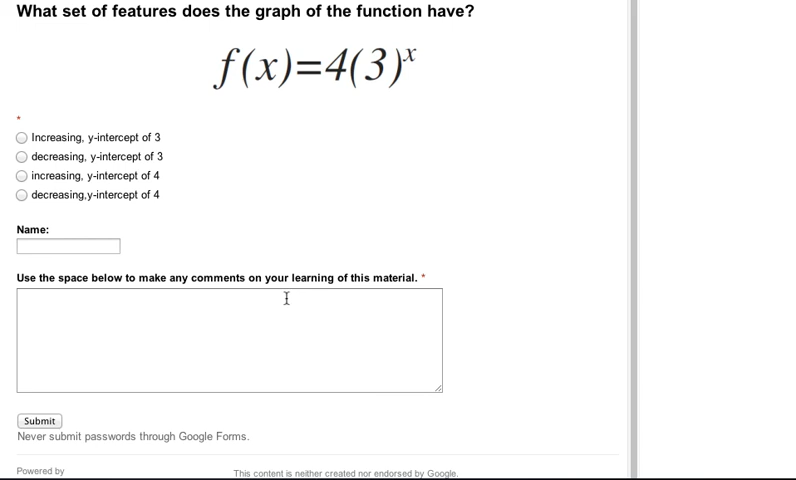 What set of features does the graph of the function have?
f(x)=4(3)^x
*
Increasing, y-intercept of 3
decreasing, y-intercept of 3
increasing, y-intercept of 4
decreasing,y-intercept of 4
Name:
Use the space below to make any comments on your learning of this material. *
Submit
Never submit passwords through Google Forms.
Powered by
This content is neither created nor endorsed by Google.